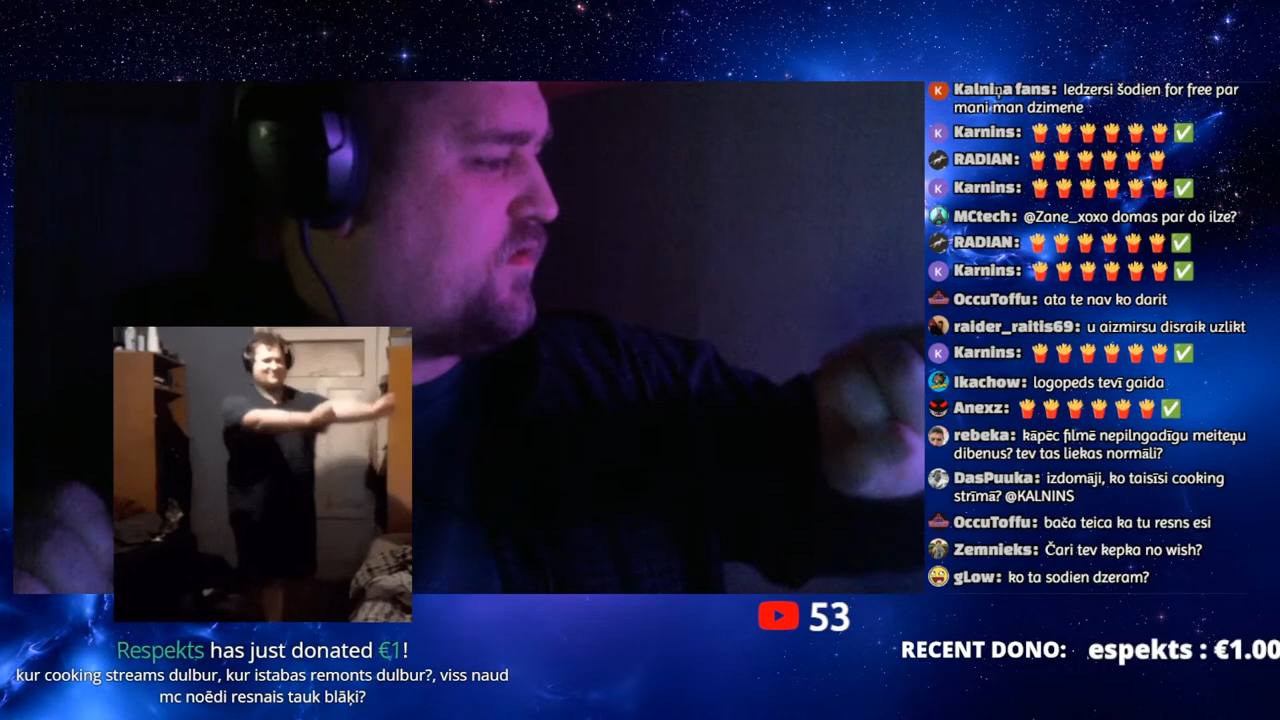 Kalniņa fans: Iedzersi šodien for free par
mani man dzimene
Karnins: 🍟 🍟 🍟 🍟 🍟 🍟 ✅
RADIAN: 🍟 🍟 🍟 🍟 🍟 🍟
Karnins: 🍟 🍟 🍟 🍟 🍟 🍟 ✅
MCtech: @Zane_xoxo domas par do ilze?
RADIAN: 🍟 🍟 🍟 🍟 🍟 🍟 ✅
Karnins: 🍟 🍟 🍟 🍟 🍟 🍟 ✅
OccuToffu: ata te nav ko darit
raider_raitis69: u aizmirsu disraik uzlikt
Karnins: 🍟 🍟 🍟 🍟 🍟 🍟 ✅
Ikachow: logopeds tevī gaida
Anexz: 🍟 🍟 🍟 🍟 🍟 🍟 ✅
rebeka: kāpēc filmē nepilngadīgu meiteņu
dibenus? tev tas liekas normāli?
DasPuuka: izdomāji, ko taisīsi cooking
strīmā? @KALNINS
OccuToffu: bača teica ka tu resns esi
Zemnieks: Čari tev kepka no wish?
gLow: ko ta sodien dzeram?
53
Respekts has just donated €1!
kur cooking streams dulbur, kur istabas remonts dulbur?, viss naud
mc noēdi resnais tauk blāķi?
RECENT DONO: espekts : €1.00